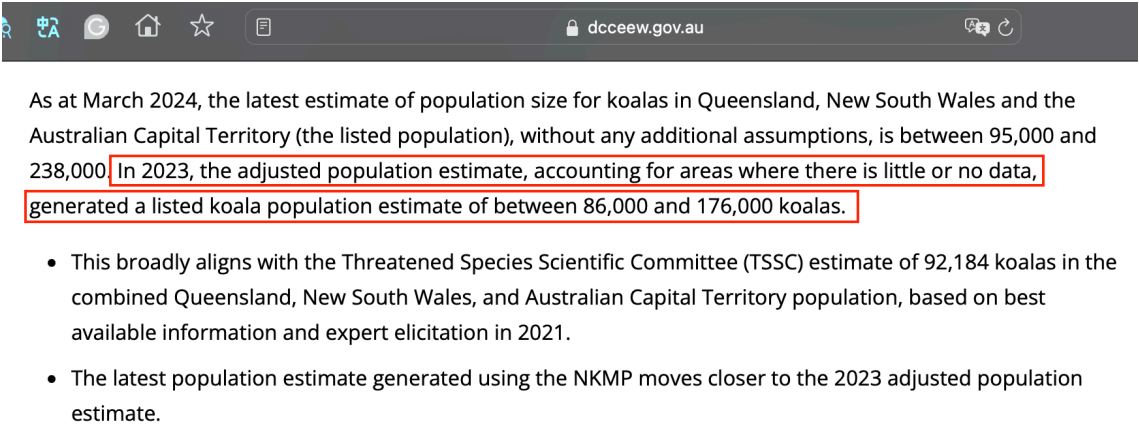 dcceew.gov.au
As at March 2024, the latest estimate of population size for koalas in Queensland, New South Wales and the
Australian Capital Territory (the listed population), without any additional assumptions, is between 95,000 and
238,000. In 2023, the adjusted population estimate, accounting for areas where there is little or no data,
generated a listed koala population estimate of between 86,000 and 176,000 koalas.
• This broadly aligns with the Threatened Species Scientific Committee (TSSC) estimate of 92,184 koalas in the
combined Queensland, New South Wales, and Australian Capital Territory population, based on best
available information and expert elicitation in 2021.
• The latest population estimate generated using the NKMP moves closer to the 2023 adjusted population
estimate.